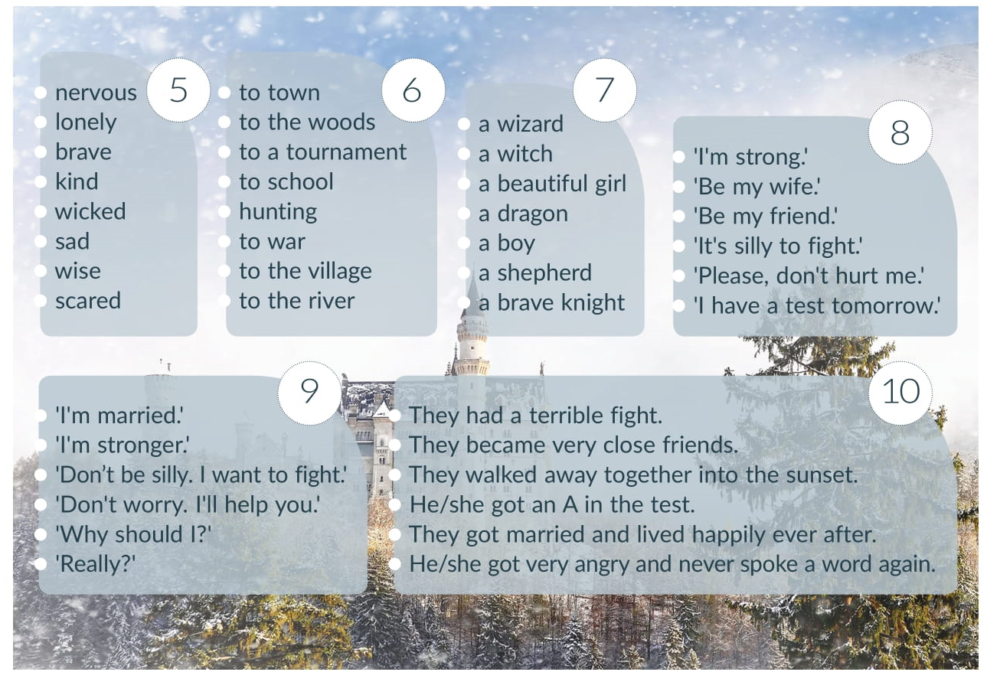 5
nervous
lonely
brave
kind
wicked
sad
wise
scared
6
to town
to the woods
to a tournament
to school
hunting
to war
to the village
to the river
7
a wizard
a witch
a beautiful girl
a dragon
a boy
a shepherd
a brave knight
8
'I'm strong.'
'Be my wife.'
'Be my friend.'
'It's silly to fight.'
'Please, don't hurt me.'
'I have a test tomorrow.'
9
'I'm married.'
'I'm stronger.'
'Don’t be silly. I want to fight.'
'Don't worry. I'll help you.'
'Why should I?'
'Really?'
10
They had a terrible fight.
They became very close friends.
They walked away together into the sunset.
He/she got an A in the test.
They got married and lived happily ever after.
He/she got very angry and never spoke a word again.